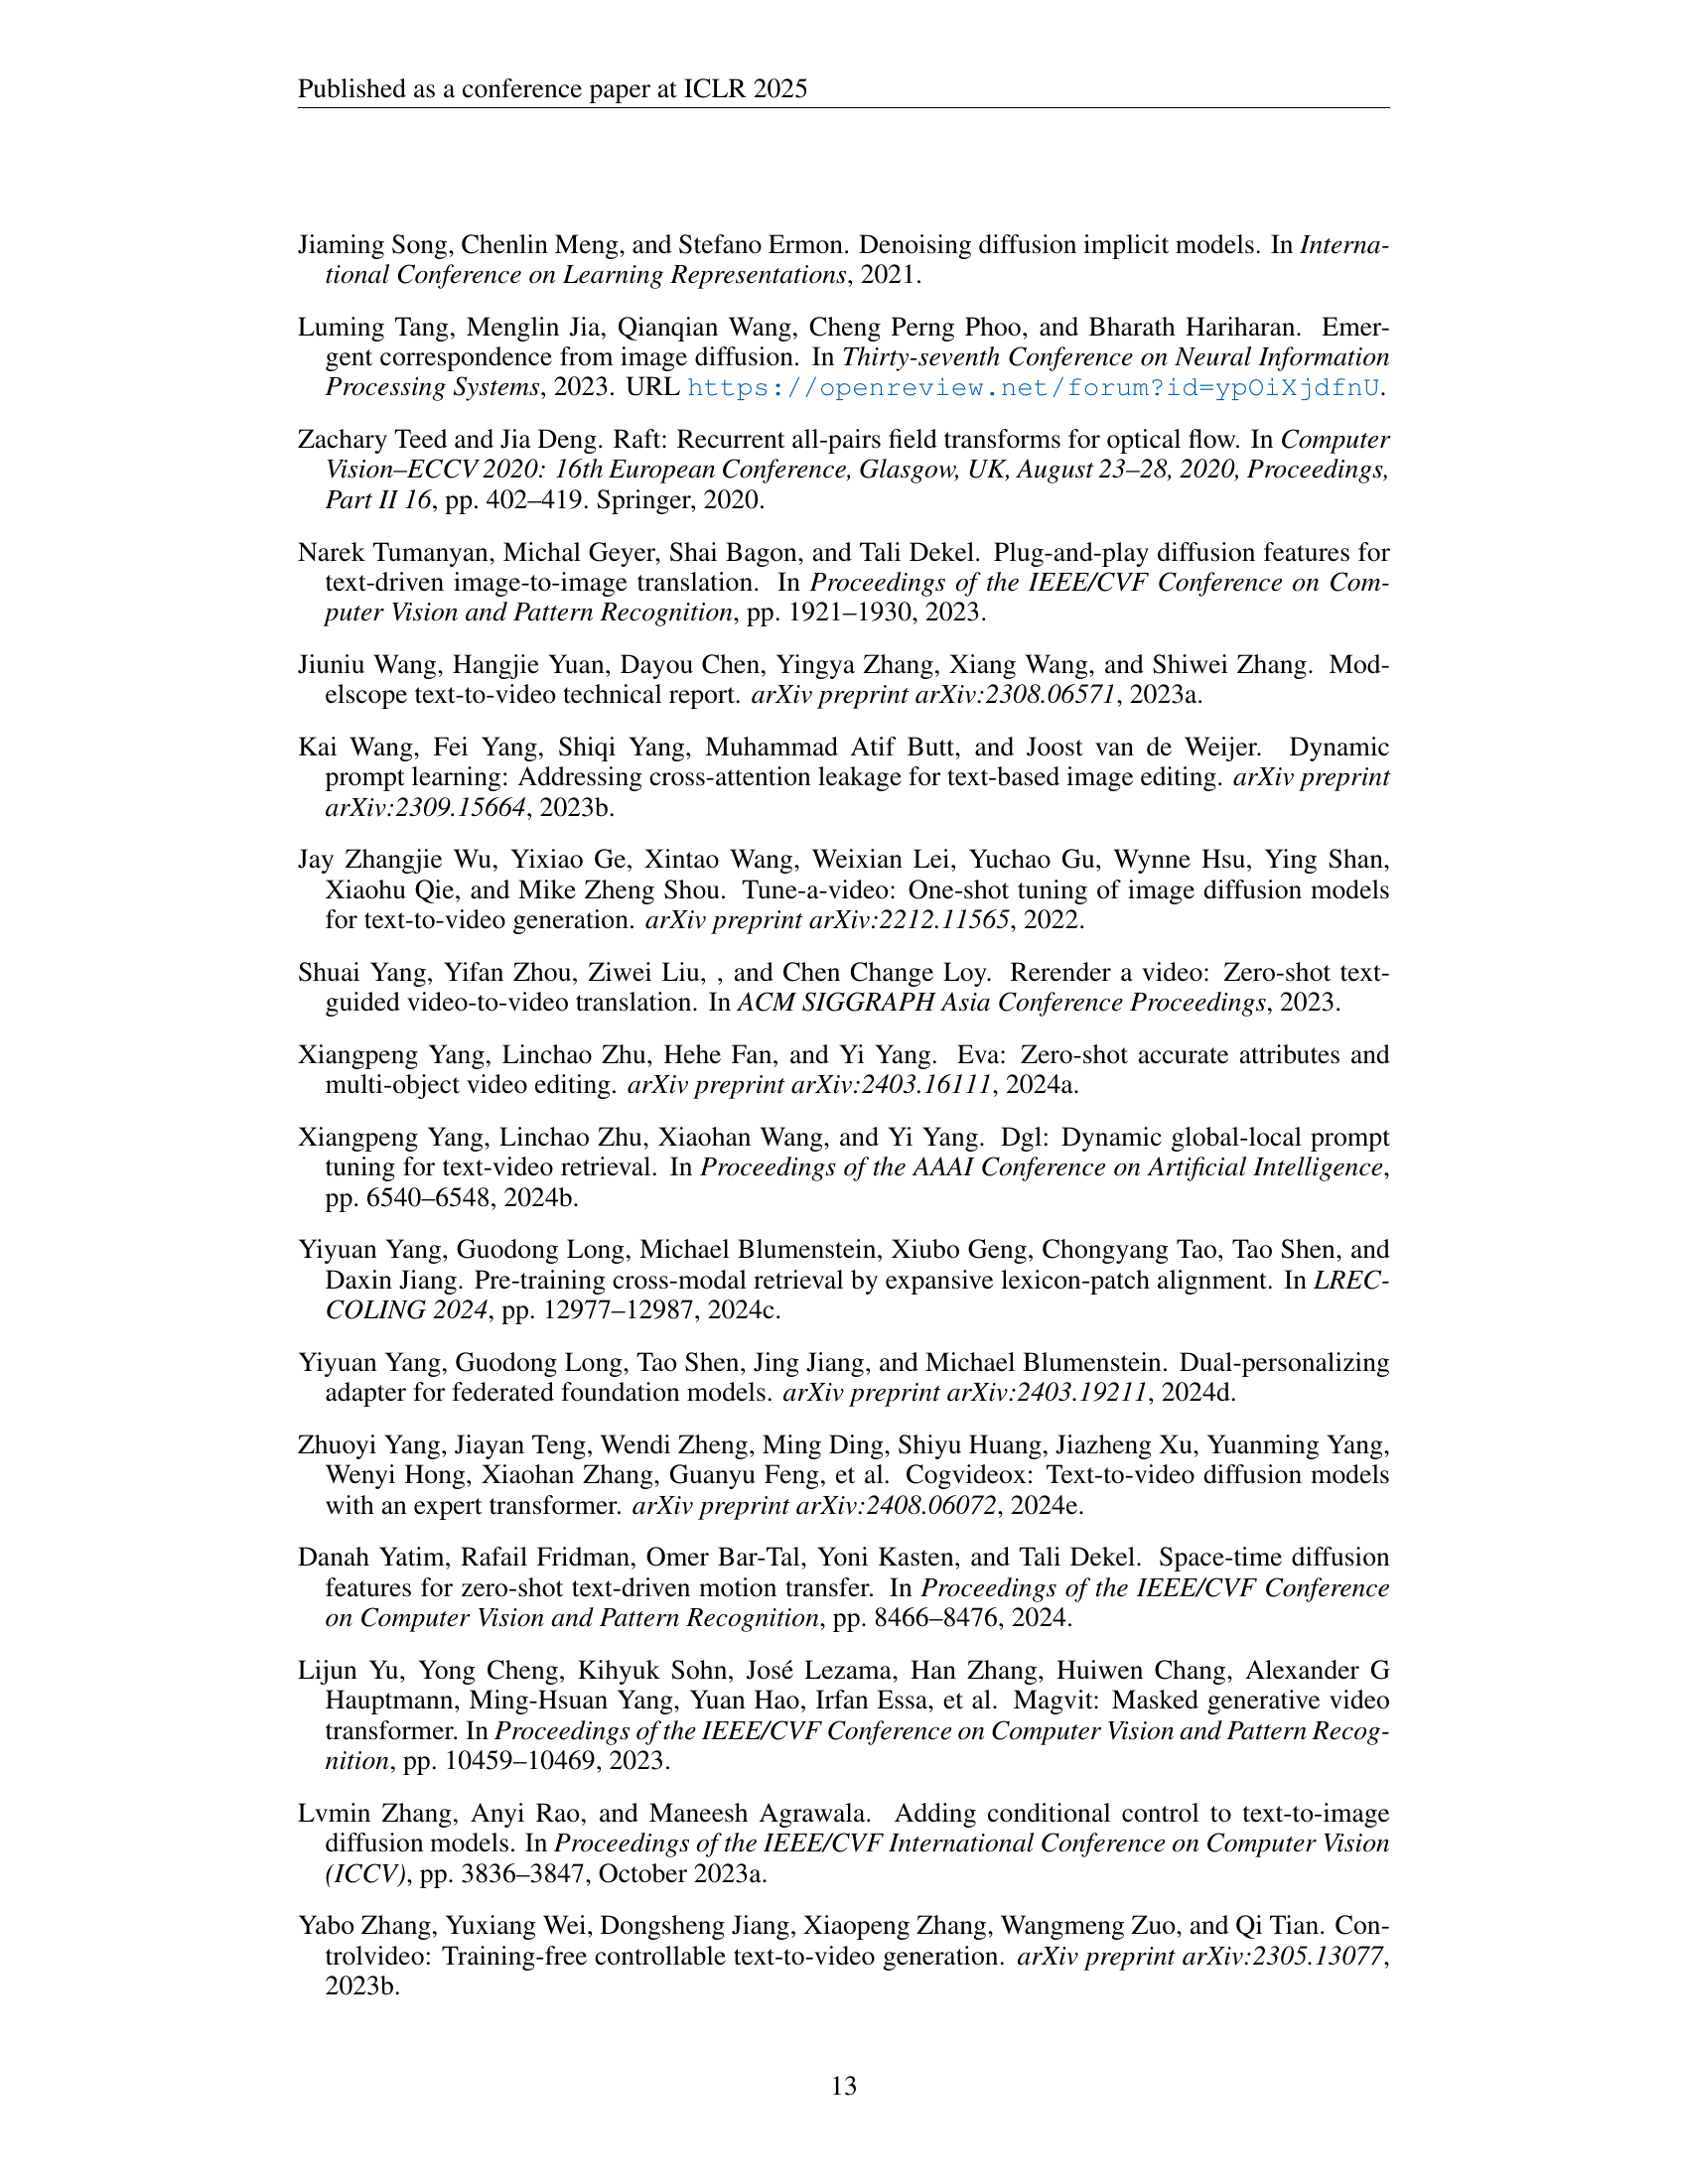 Published as a conference paper at ICLR 2025
Jiaming Song, Chenlin Meng, and Stefano Ermon. Denoising diffusion implicit models. In Interna-
tional Conference on Learning Representations, 2021.
Luming Tang, Menglin Jia, Qianqian Wang, Cheng Perng Phoo, and Bharath Hariharan. Emer-
gent correspondence from image diffusion. In Thirty-seventh Conference on Neural Information
Processing Systems, 2023. URL https://openreview.net/forum?id=ypOiXjdfnU.
Zachary Teed and Jia Deng. Raft: Recurrent all-pairs field transforms for optical flow. In Computer
Vision–ECCV 2020: 16th European Conference, Glasgow, UK, August 23–28, 2020, Proceedings,
Part II 16, pp. 402–419. Springer, 2020.
Narek Tumanyan, Michal Geyer, Shai Bagon, and Tali Dekel. Plug-and-play diffusion features for
text-driven image-to-image translation. In Proceedings of the IEEE/CVF Conference on Com-
puter Vision and Pattern Recognition, pp. 1921–1930, 2023.
Jiuniu Wang, Hangjie Yuan, Dayou Chen, Yingya Zhang, Xiang Wang, and Shiwei Zhang. Mod-
elscope text-to-video technical report. arXiv preprint arXiv:2308.06571, 2023a.
Kai Wang, Fei Yang, Shiqi Yang, Muhammad Atif Butt, and Joost van de Weijer. Dynamic
prompt learning: Addressing cross-attention leakage for text-based image editing. arXiv preprint
arXiv:2309.15664, 2023b.
Jay Zhangjie Wu, Yixiao Ge, Xintao Wang, Weixian Lei, Yuchao Gu, Wynne Hsu, Ying Shan,
Xiaohu Qie, and Mike Zheng Shou. Tune-a-video: One-shot tuning of image diffusion models
for text-to-video generation. arXiv preprint arXiv:2212.11565, 2022.
Shuai Yang, Yifan Zhou, Ziwei Liu, , and Chen Change Loy. Rerender a video: Zero-shot text-
guided video-to-video translation. In ACM SIGGRAPH Asia Conference Proceedings, 2023.
Xiangpeng Yang, Linchao Zhu, Hehe Fan, and Yi Yang. Eva: Zero-shot accurate attributes and
multi-object video editing. arXiv preprint arXiv:2403.16111, 2024a.
Xiangpeng Yang, Linchao Zhu, Xiaohan Wang, and Yi Yang. Dgl: Dynamic global-local prompt
tuning for text-video retrieval. In Proceedings of the AAAI Conference on Artificial Intelligence,
pp. 6540–6548, 2024b.
Yiyuan Yang, Guodong Long, Michael Blumenstein, Xiubo Geng, Chongyang Tao, Tao Shen, and
Daxin Jiang. Pre-training cross-modal retrieval by expansive lexicon-patch alignment. In LREC-
COLING 2024, pp. 12977–12987, 2024c.
Yiyuan Yang, Guodong Long, Tao Shen, Jing Jiang, and Michael Blumenstein. Dual-personalizing
adapter for federated foundation models. arXiv preprint arXiv:2403.19211, 2024d.
Zhuoyi Yang, Jiayan Teng, Wendi Zheng, Ming Ding, Shiyu Huang, Jiazheng Xu, Yuanming Yang,
Wenyi Hong, Xiaohan Zhang, Guanyu Feng, et al. Cogvideox: Text-to-video diffusion models
with an expert transformer. arXiv preprint arXiv:2408.06072, 2024e.
Danah Yatim, Rafail Fridman, Omer Bar-Tal, Yoni Kasten, and Tali Dekel. Space-time diffusion
features for zero-shot text-driven motion transfer. In Proceedings of the IEEE/CVF Conference
on Computer Vision and Pattern Recognition, pp. 8466–8476, 2024.
Lijun Yu, Yong Cheng, Kihyuk Sohn, José Lezama, Han Zhang, Huiwen Chang, Alexander G
Hauptmann, Ming-Hsuan Yang, Yuan Hao, Irfan Essa, et al. Magvit: Masked generative video
transformer. In Proceedings of the IEEE/CVF Conference on Computer Vision and Pattern Recog-
nition, pp. 10459–10469, 2023.
Lvmin Zhang, Anyi Rao, and Maneesh Agrawala. Adding conditional control to text-to-image
diffusion models. In Proceedings of the IEEE/CVF International Conference on Computer Vision
(ICCV), pp. 3836–3847, October 2023a.
Yabo Zhang, Yuxiang Wei, Dongsheng Jiang, Xiaopeng Zhang, Wangmeng Zuo, and Qi Tian. Con-
trolvideo: Training-free controllable text-to-video generation. arXiv preprint arXiv:2305.13077,
2023b.
13